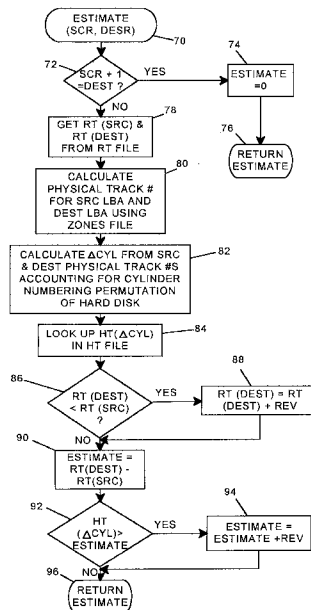 ESTIMATE
(SCR, DESR)
70
72
SCR + 1
=DEST ?
YES
74
ESTIMATE
=0
NO
78
76
GET RT (SRC) &
RT (DEST)
FROM RT FILE
RETURN
ESTIMATE
80
CALCULATE
PHYSICAL TRACK #
FOR SRC LBA AND
DEST LBA USING
ZONES FILE
82
CALCULATE △CYL FROM SRC
& DEST PHYSICAL TRACK #S
ACCOUNTING FOR CYLINDER
NUMBERING PERMUTATION
OF HARD DISK
84
LOOK UP HT(△CYL)
IN HT FILE
86
88
RT (DEST)
< RT (SRC)
?
YES
RT (DEST) = RT
(DEST) + REV
90
NO
ESTIMATE =
RT(DEST) -
RT(SRC)
92
94
HT
(△CYL)>
ESTIMATE
YES
ESTIMATE =
ESTIMATE +REV
96
NO
RETURN
ESTIMATE